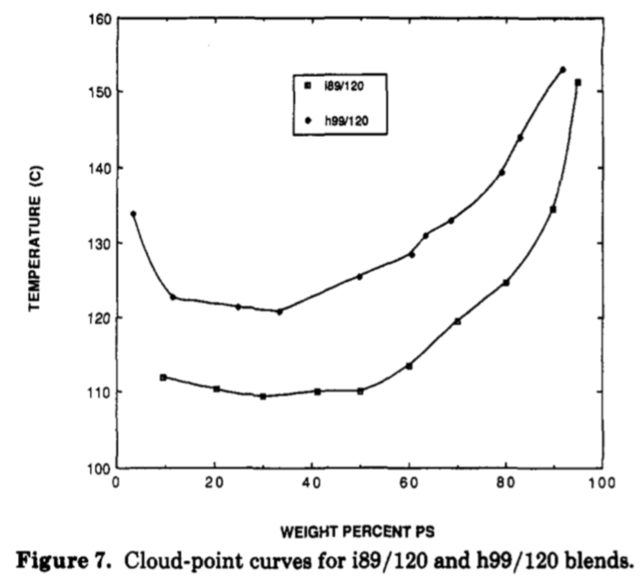 160
150
140
130
120
110
100
i89/120
h99/120
TEMPERATURE (C)
0 20 40 60 80 100
WEIGHT PERCENT PS
Figure 7. Cloud-point curves for i89/120 and h99/120 blends.